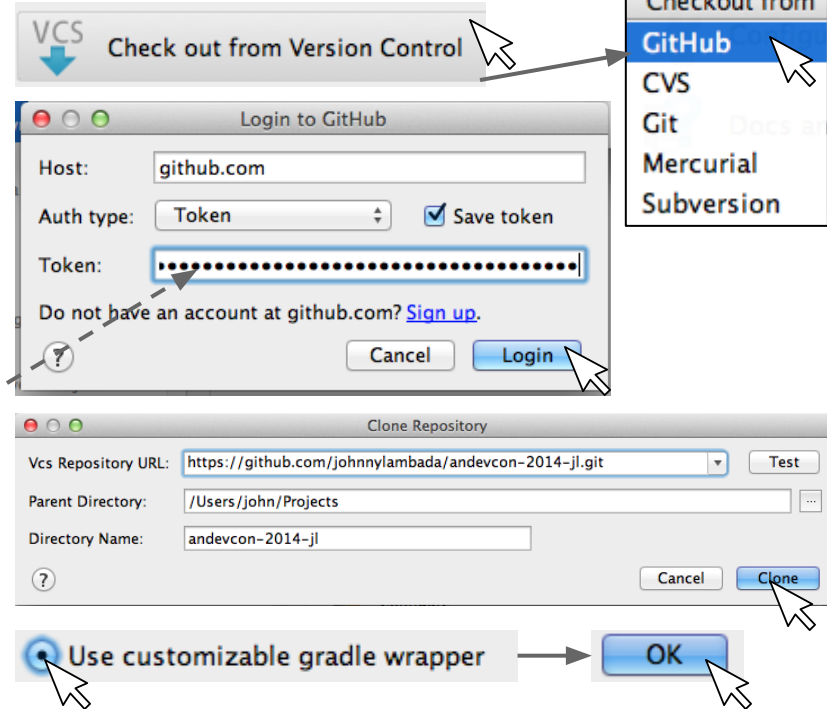 VCS
Check out from Version Control
Checkout from
GitHub
CVS
Git
Mercurial
Subversion
Login to GitHub
Host: github.com
Auth type: Token Save token
Token: ••••••••••••••••••••••••••••••••••••
Do not have an account at github.com? Sign up.
? Cancel Login
Clone Repository
Vcs Repository URL: https://github.com/johnnylambada/andevcon-2014-jl.git Test
Parent Directory: /Users/john/Projects ...
Directory Name: andevcon-2014-jl
? Cancel Clone
Use customizable gradle wrapper OK